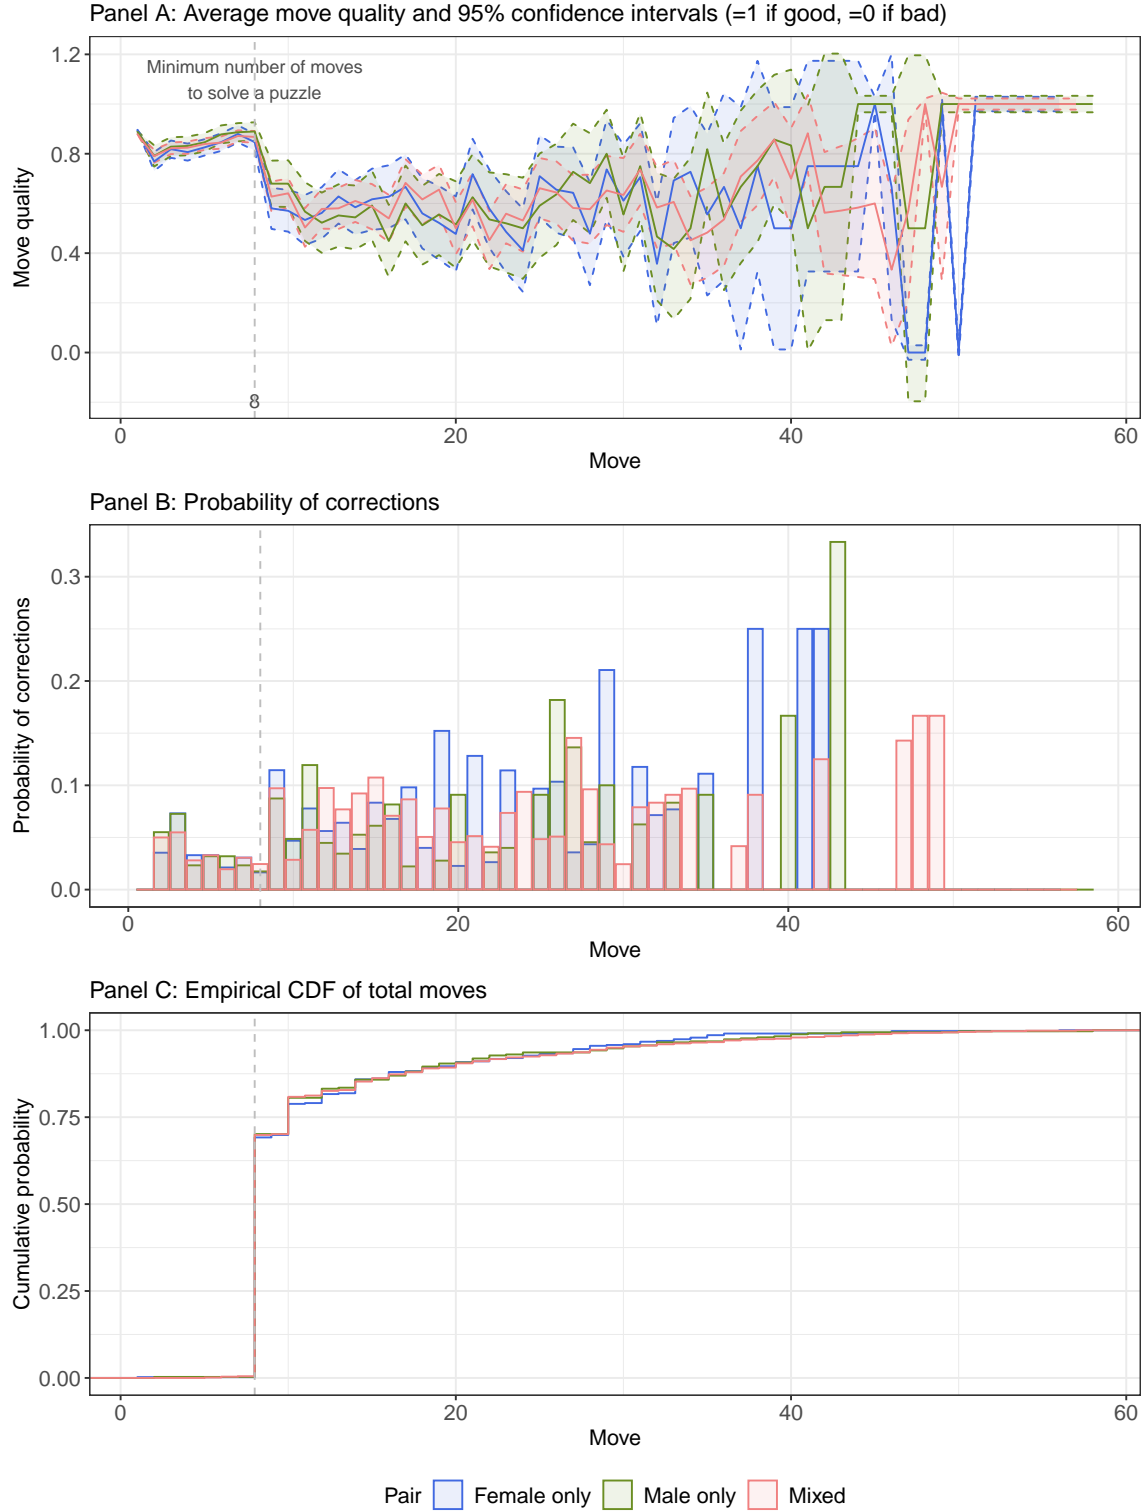 Panel A: Average move quality and 95% confidence intervals (=1 if good, =0 if bad)
Minimum number of moves
to solve a puzzle
1.2
0.8
0.4
0.0
Move quality
8
0 20 40 60
Move
Panel B: Probability of corrections
0.3
0.2
0.1
0.0
Probability of corrections
0 20 40 60
Move
Panel C: Empirical CDF of total moves
1.00
0.75
0.50
0.25
0.00
Cumulative probability
0 20 40 60
Move
Pair Female only Male only Mixed